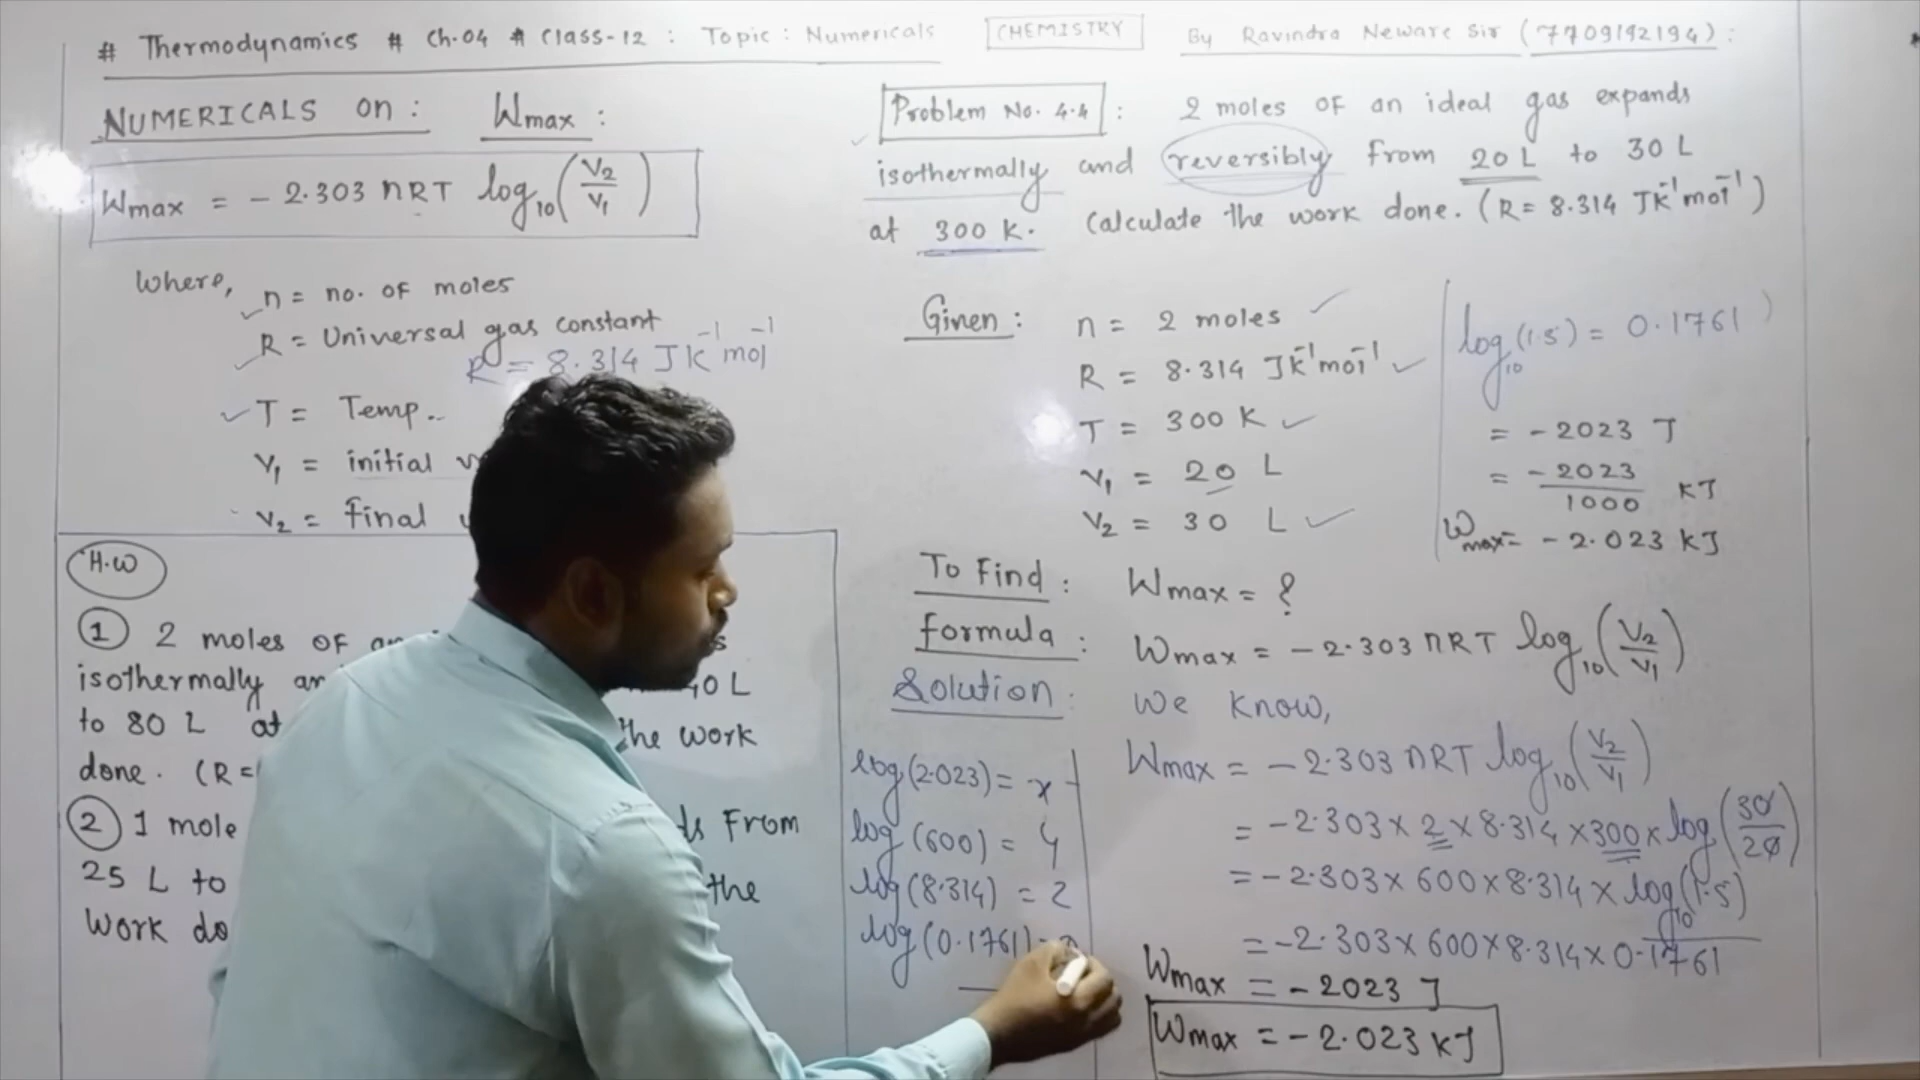 # Thermodynamics # Ch.04 # Class-12 : Topic : Numericals
CHEMISTRY
By Ravindra Neware Sir (7709192194) :
NUMERICALS on : Wmax :
Wmax = - 2.303 nRT log₁₀(V₂/V₁)
Where,
n = no. of moles
R = Universal gas constant
R = 8.314 JK⁻¹mol⁻¹
T = Temp..
V₁ = initial
V₂ = final
H.W
① 2 moles of
isothermally 40 L
to 80 L at the work
done. (R=
② 1 mole From
25 L to the
work
Problem No. 4.4 : 2 moles of an ideal gas expands
isothermally and reversibly from 20 L to 30 L
at 300 K. Calculate the work done. (R = 8.314 JK⁻¹mol⁻¹)
Given : n = 2 moles
R = 8.314 JK⁻¹mol⁻¹
T = 300 K
V₁ = 20 L
V₂ = 30 L
log₁₀(1.5) = 0.1761
= - 2023 J
= - 2023/1000 KJ
Wmax = - 2.023 KJ
To Find : Wmax = ?
formula : Wmax = - 2.303 nRT log₁₀(V₂/V₁)
Solution : We know,
Wmax = - 2.303 nRT log₁₀(V₂/V₁)
= - 2.303 × 2 × 8.314 × 300 × log(30/20)
= - 2.303 × 600 × 8.314 × log₁₀(1.5)
= - 2.303 × 600 × 8.314 × 0.1761
Wmax = - 2023 J
Wmax = - 2.023 KJ
log(2.023) = x
log(600) = y
log(8.314) = z
log(0.1761) =